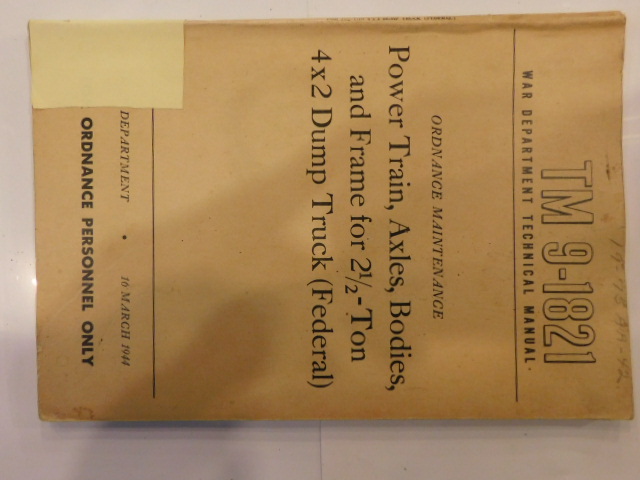 TM 9-1821
WAR DEPARTMENT TECHNICAL MANUAL
ORDNANCE MAINTENANCE
Power Train, Axles, Bodies,
and Frame for 2½-Ton
4x2 Dump Truck (Federal)
DEPARTMENT • 16 MARCH 1944
ORDNANCE PERSONNEL ONLY